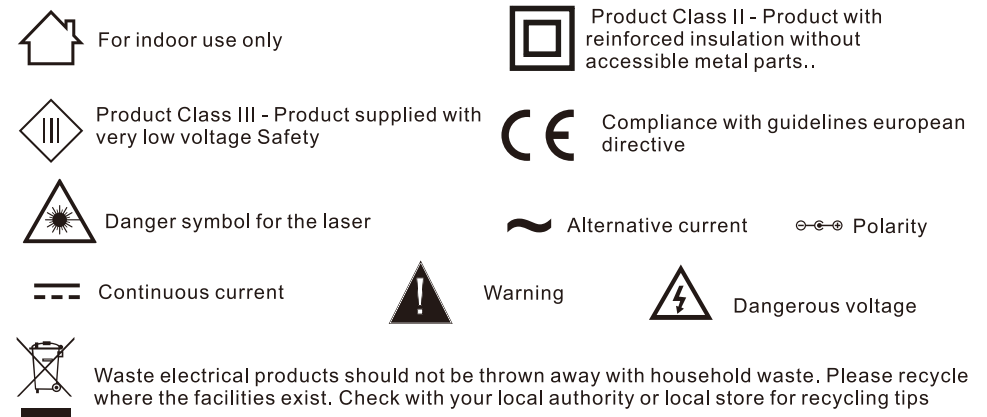 For indoor use only
Product Class II - Product with
reinforced insulation without
accessible metal parts..
Product Class III - Product supplied with
very low voltage Safety
III
CE
Compliance with guidelines european
directive
Danger symbol for the laser
Alternative current
Polarity
Continuous current
!
Warning
Dangerous voltage
Waste electrical products should not be thrown away with household waste. Please recycle
where the facilities exist. Check with your local authority or local store for recycling tips